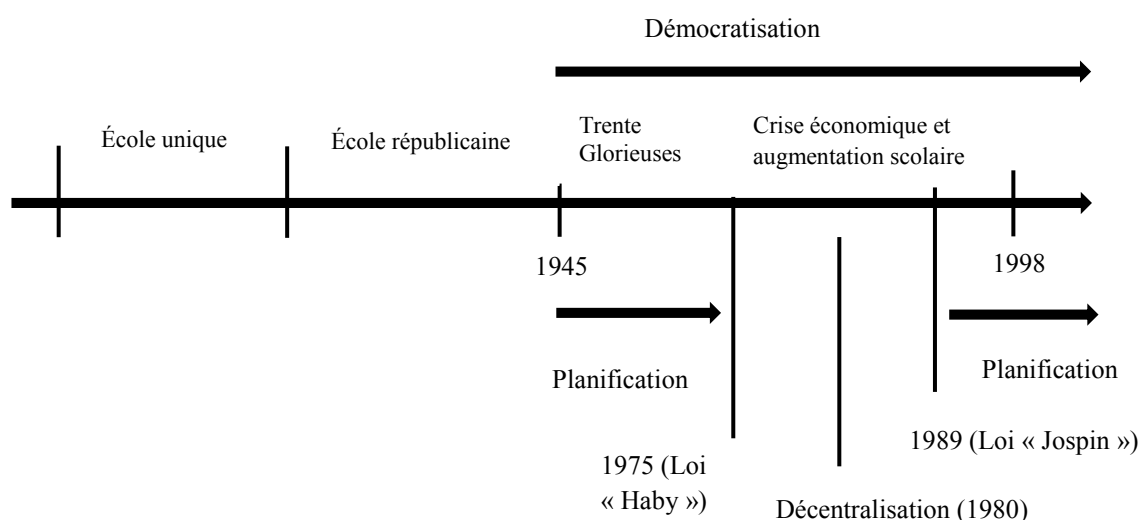 Démocratisation
École unique
École républicaine
Trente
Glorieuses
Crise économique et
augmentation scolaire
1945
1998
Planification
Planification
1975 (Loi
« Haby »)
1989 (Loi « Jospin »)
Décentralisation (1980)